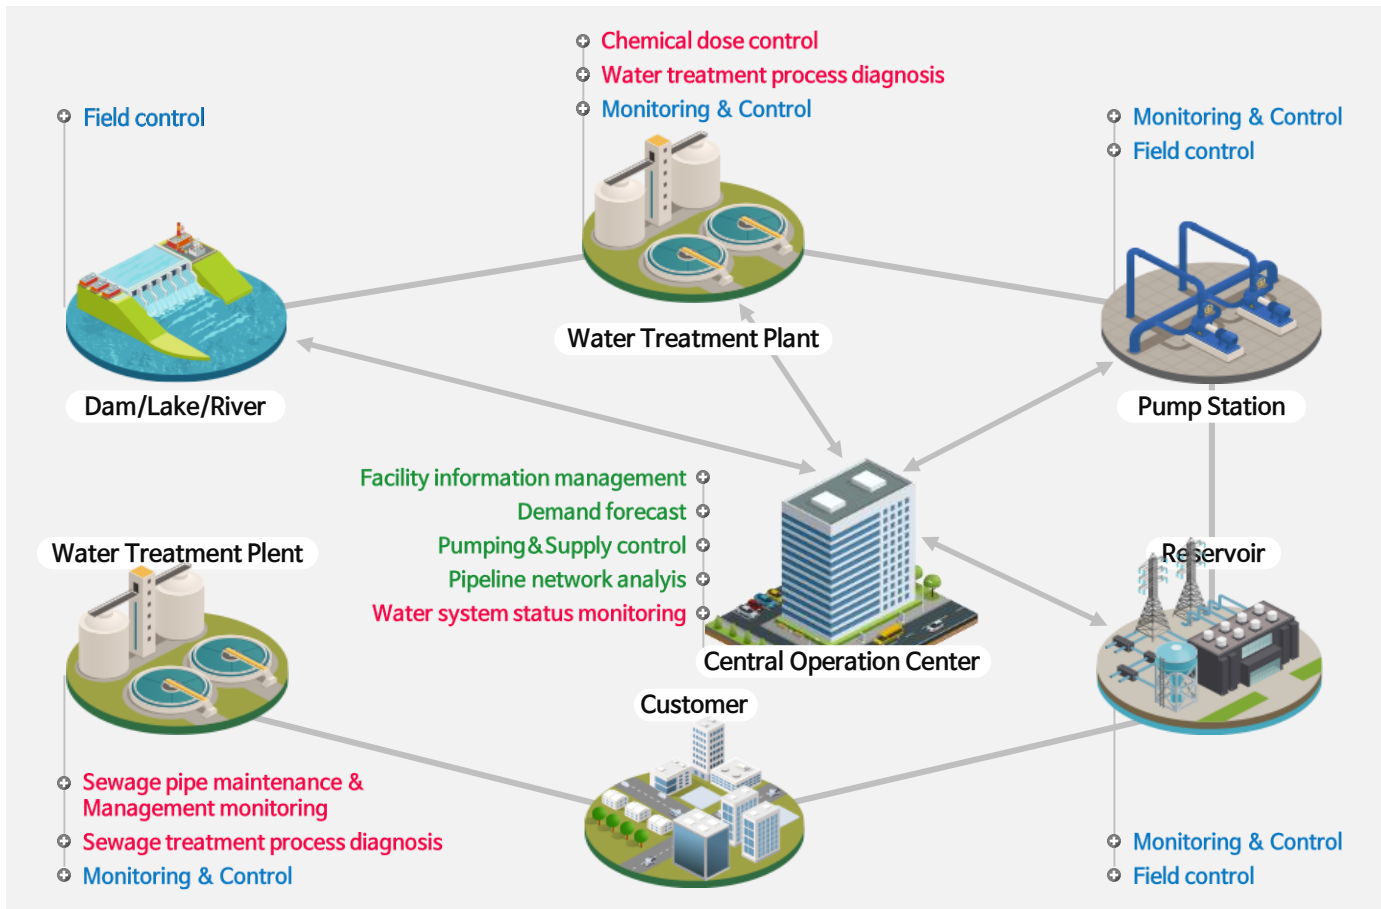 Chemical dose control
Water treatment process diagnosis
Monitoring & Control
Field control
Monitoring & Control
Field control
Water Treatment Plant
Dam/Lake/River
Pump Station
Facility information management
Demand forecast
Pumping & Supply control
Pipeline network analyis
Water system status monitoring
Water Treatment Plent
Reservoir
Central Operation Center
Customer
Sewage pipe maintenance &
Management monitoring
Sewage treatment process diagnosis
Monitoring & Control
Monitoring & Control
Field control